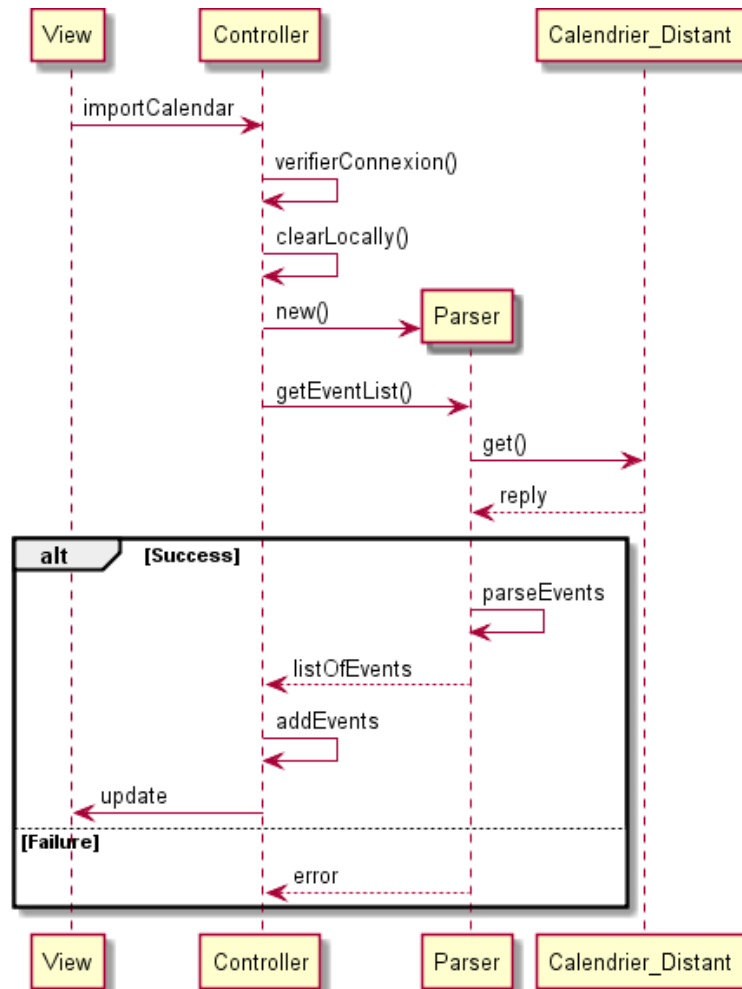 View Controller Calendrier_Distant
importCalendar
verifierConnexion()
clearLocally()
new()
Parser
getEventList()
get()
reply
alt [Success]
parseEvents
listOfEvents
addEvents
update
[Failure]
error
View Controller Parser Calendrier_Distant